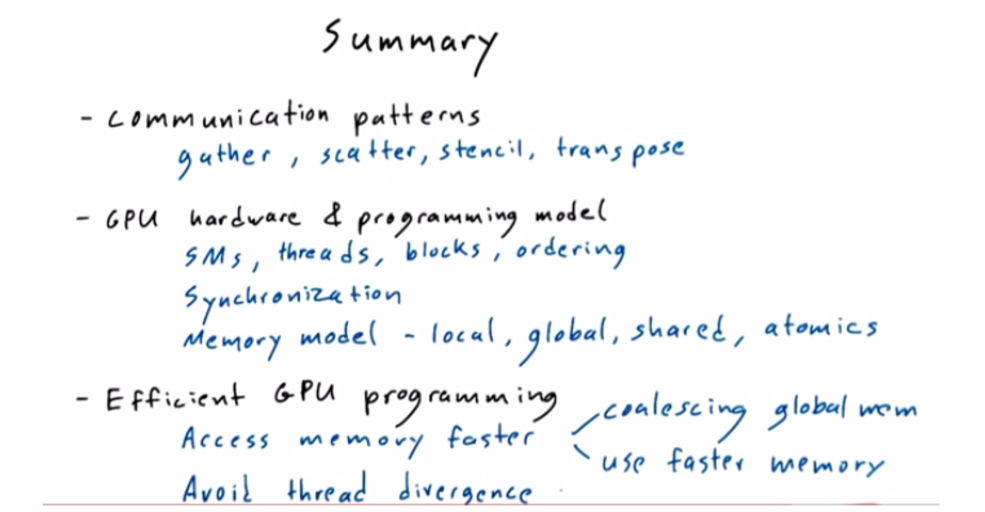 Summary
- Communication patterns
gather, scatter, stencil, transpose
- GPU hardware & programming model
SMs, threads, blocks, ordering
Synchronization
Memory model - local, global, shared, atomics
- Efficient GPU programming
Access memory faster
coalescing global mem
use faster memory
Avoid thread divergence